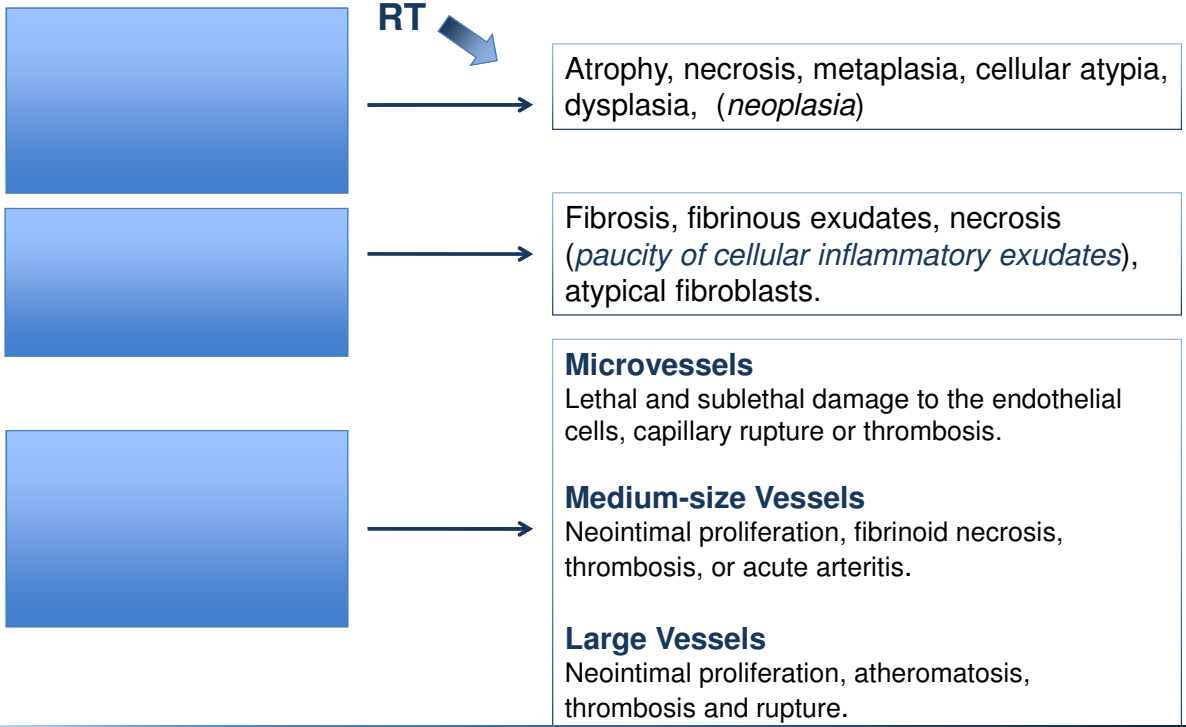 RT
Atrophy, necrosis, metaplasia, cellular atypia,
dysplasia, (neoplasia)
Fibrosis, fibrinous exudates, necrosis
(paucity of cellular inflammatory exudates),
atypical fibroblasts.
Microvessels
Lethal and sublethal damage to the endothelial
cells, capillary rupture or thrombosis.
Medium-size Vessels
Neointimal proliferation, fibrinoid necrosis,
thrombosis, or acute arteritis.
Large Vessels
Neointimal proliferation, atheromatosis,
thrombosis and rupture.